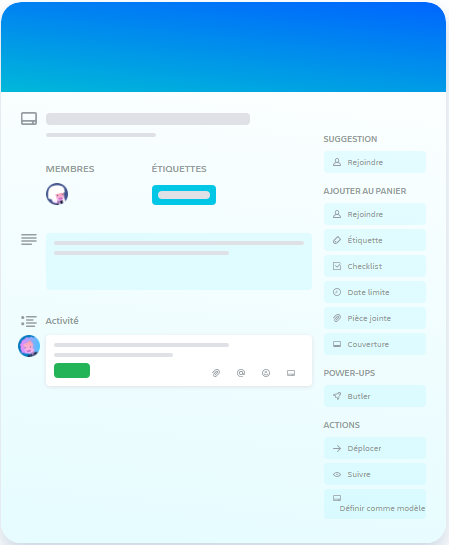 MEMBRES
ÉTIQUETTES
Activité
SUGGESTION
Rejoindre
AJOUTER AU PANIER
Rejoindre
Étiquette
Checklist
Date limite
Pièce jointe
Couverture
POWER-UPS
Butler
ACTIONS
Déplacer
Suivre
Définir comme modèle